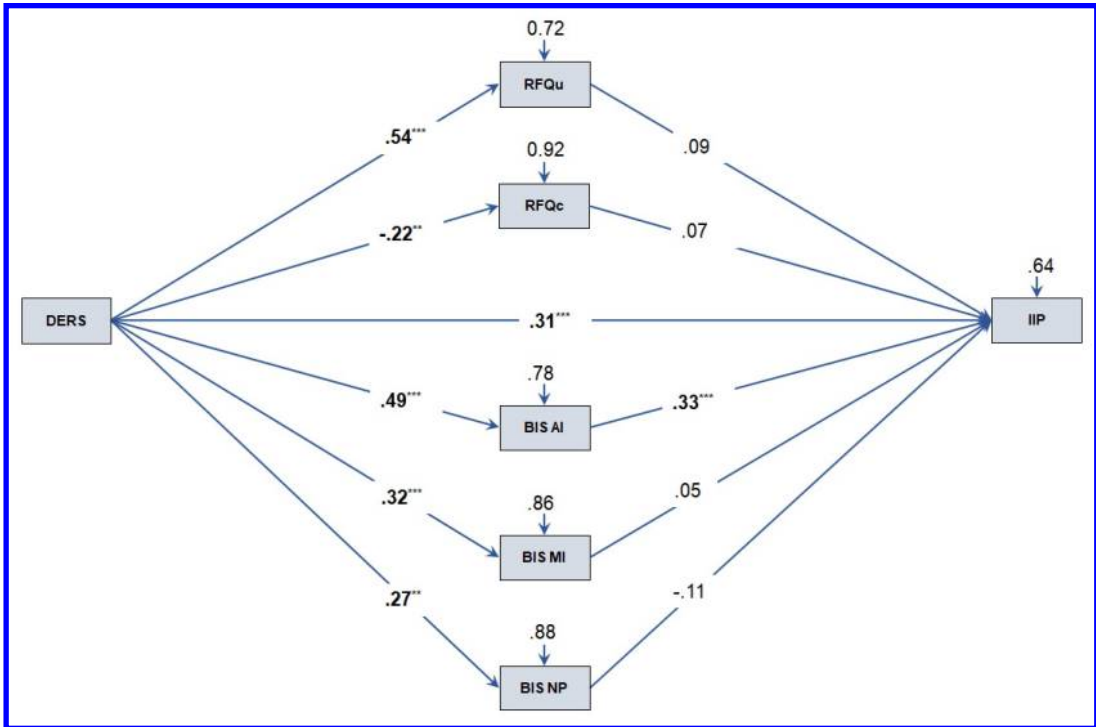 0.72
RFQu
.54***
.09
0.92
RFQc
-.22**
.07
.64
DERS
.31***
IIP
.78
.49***
.33***
BIS AI
.32***
.86
.05
BIS MI
.27**
-.11
.88
BIS NP